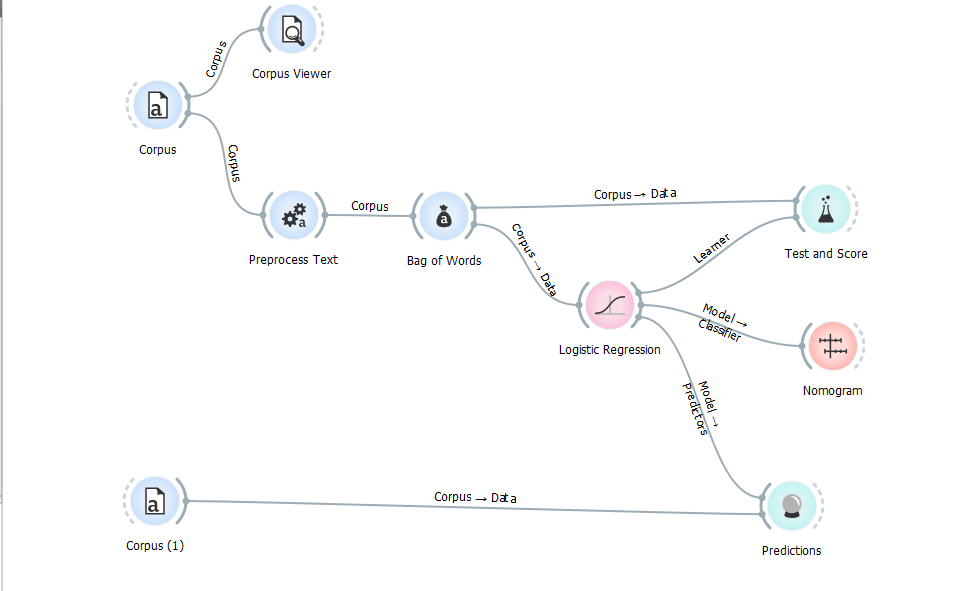 Corpus
Corpus Viewer
Corpus
Corpus
Corpus
Preprocess Text
Bag of Words
Corpus → Data
Corpus → Data
Test and Score
Learner
Logistic Regression
Model →
Classifier
Nomogram
Model →
Predictors
Corpus (1)
Corpus → Data
Predictions